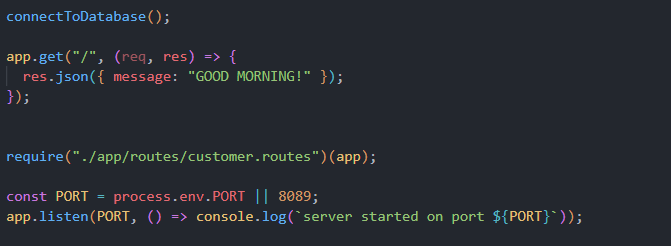 connectToDatabase();
app.get("/", (req, res) => {
res.json({ message: "GOOD MORNING!" });
});
require("./app/routes/customer.routes")(app);
const PORT = process.env.PORT || 8089;
app.listen(PORT, () => console.log(`server started on port ${PORT}`));